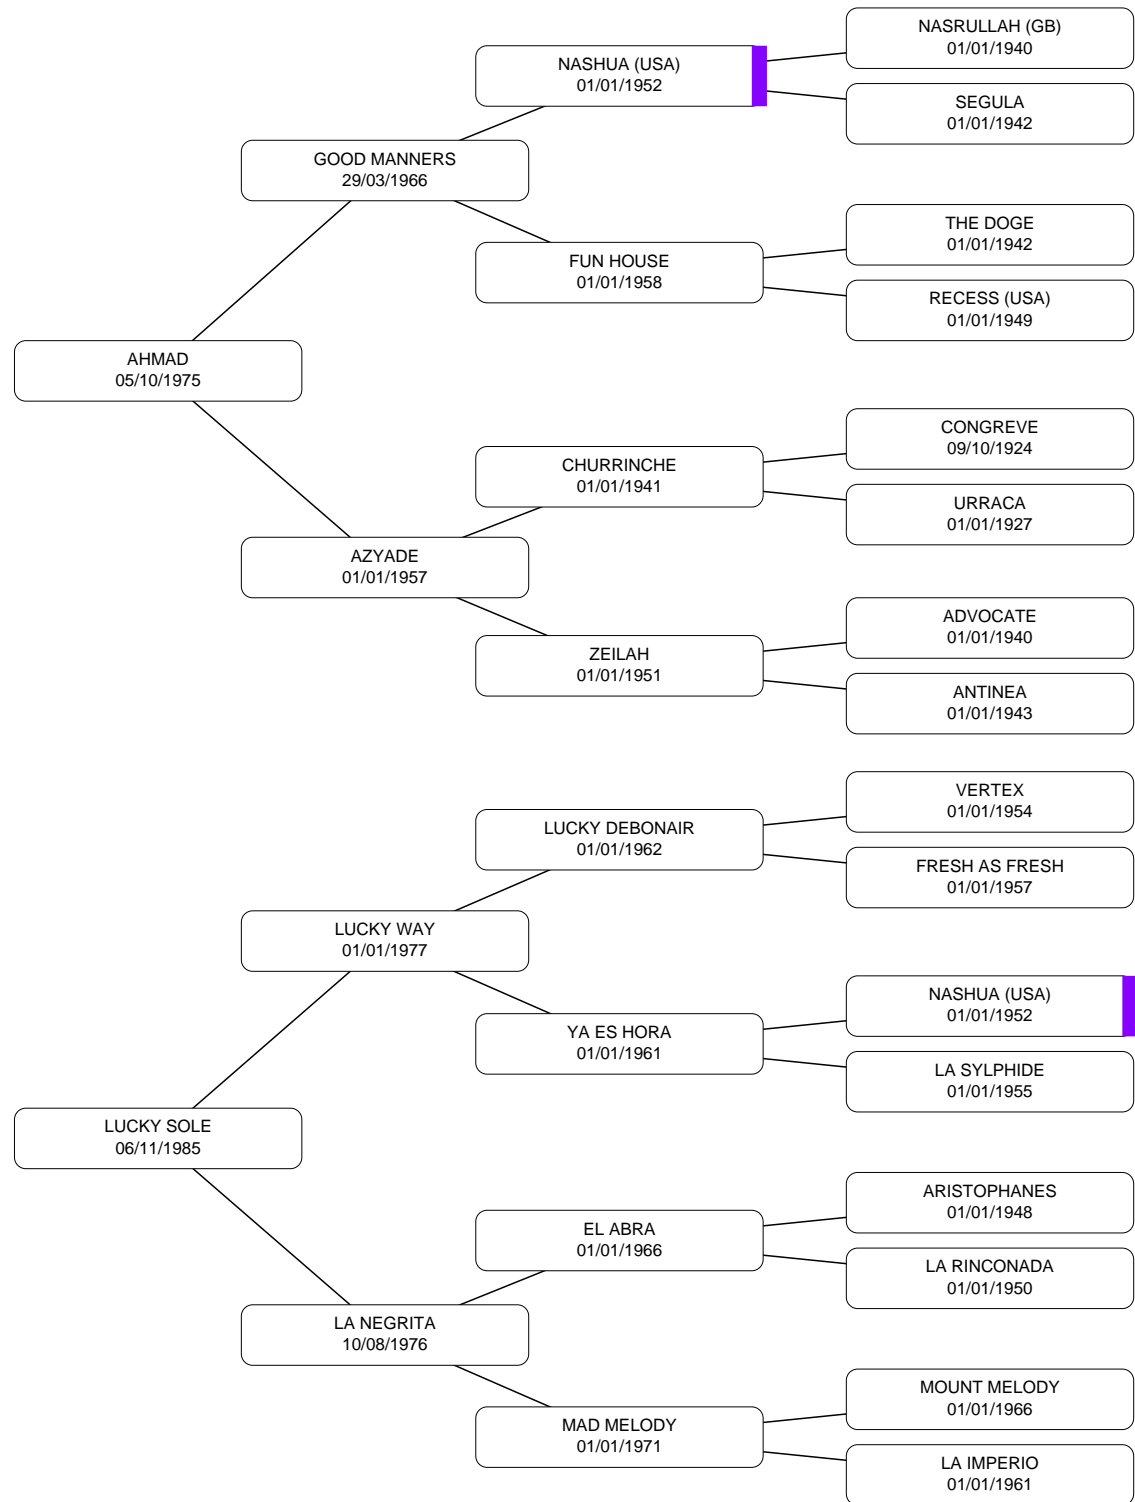 NASRULLAH (GB)
01/01/1940
NASHUA (USA)
01/01/1952
SEGULA
01/01/1942
GOOD MANNERS
29/03/1966
THE DOGE
01/01/1942
FUN HOUSE
01/01/1958
RECESS (USA)
01/01/1949
AHMAD
05/10/1975
CONGREVE
09/10/1924
CHURRINCHE
01/01/1941
URRACA
01/01/1927
AZYADE
01/01/1957
ADVOCATE
01/01/1940
ZEILAH
01/01/1951
ANTINEA
01/01/1943
VERTEX
01/01/1954
LUCKY DEBONAIR
01/01/1962
FRESH AS FRESH
01/01/1957
LUCKY WAY
01/01/1977
NASHUA (USA)
01/01/1952
YA ES HORA
01/01/1961
LA SYLPHIDE
01/01/1955
LUCKY SOLE
06/11/1985
ARISTOPHANES
01/01/1948
EL ABRA
01/01/1966
LA RINCONADA
01/01/1950
LA NEGRITA
10/08/1976
MOUNT MELODY
01/01/1966
MAD MELODY
01/01/1971
LA IMPERIO
01/01/1961